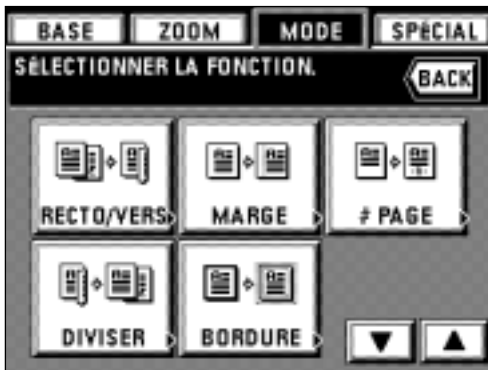 BASE ZOOM MODE SPéCIAL
SéLECTIONNER LA FONCTION.
BACK
RECTO/VERS MARGE # PAGE
DIVISER BORDURE